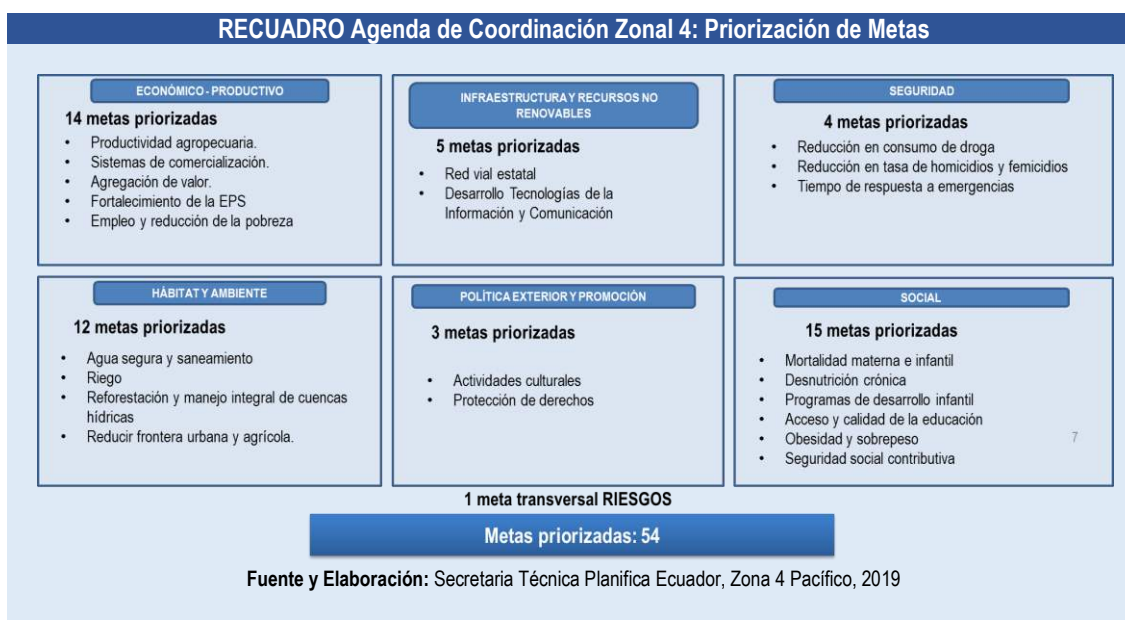 RECUADRO Agenda de Coordinación Zonal 4: Priorización de Metas
ECONÓMICO - PRODUCTIVO
14 metas priorizadas
• Productividad agropecuaria.
• Sistemas de comercialización.
• Agregación de valor.
• Fortalecimiento de la EPS
• Empleo y reducción de la pobreza
INFRAESTRUCTURA Y RECURSOS NO
RENOVABLES
5 metas priorizadas
• Red vial estatal
• Desarrollo Tecnologías de la
Información y Comunicación
SEGURIDAD
4 metas priorizadas
• Reducción en consumo de droga
• Reducción en tasa de homicidios y femicidios
• Tiempo de respuesta a emergencias
HÁBITAT Y AMBIENTE
12 metas priorizadas
• Agua segura y saneamiento
• Riego
• Reforestación y manejo integral de cuencas
hídricas
• Reducir frontera urbana y agrícola.
POLÍTICA EXTERIOR Y PROMOCIÓN
3 metas priorizadas
• Actividades culturales
• Protección de derechos
SOCIAL
15 metas priorizadas
• Mortalidad materna e infantil
• Desnutrición crónica
• Programas de desarrollo infantil
• Acceso y calidad de la educación
• Obesidad y sobrepeso
• Seguridad social contributiva
7
1 meta transversal RIESGOS
Metas priorizadas: 54
Fuente y Elaboración: Secretaria Técnica Planifica Ecuador, Zona 4 Pacífico, 2019